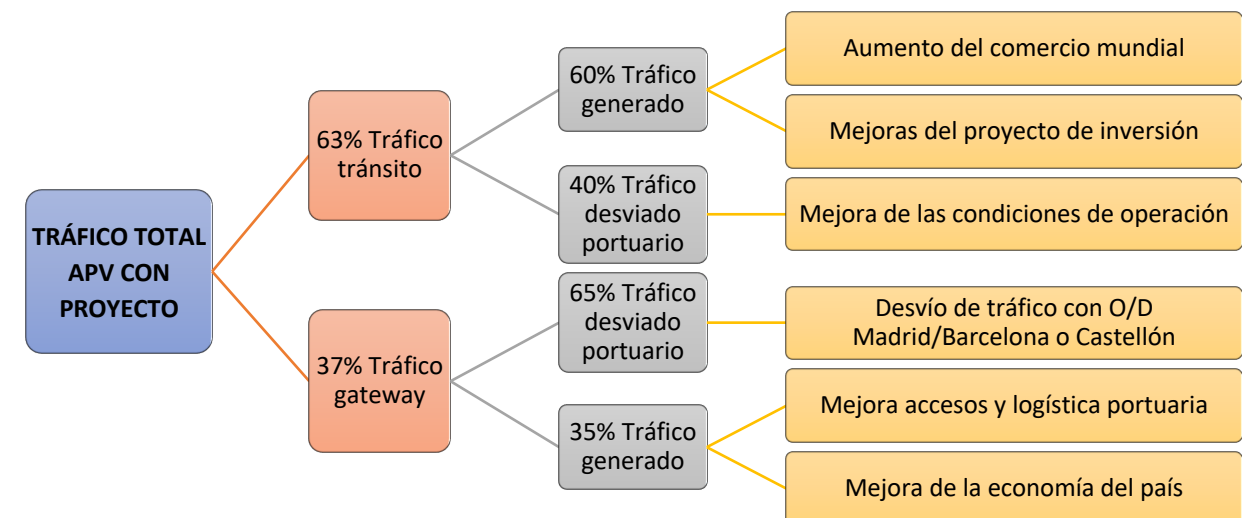 TRÁFICO TOTAL
APV CON
PROYECTO
63% Tráfico
tránsito
60% Tráfico
generado
Aumento del comercio mundial
Mejoras del proyecto de inversión
40% Tráfico
desviado
portuario
Mejora de las condiciones de operación
37% Tráfico
gateway
65% Tráfico
desviado
portuario
Desvío de tráfico con O/D
Madrid/Barcelona o Castellón
35% Tráfico
generado
Mejora accesos y logística portuaria
Mejora de la economía del país